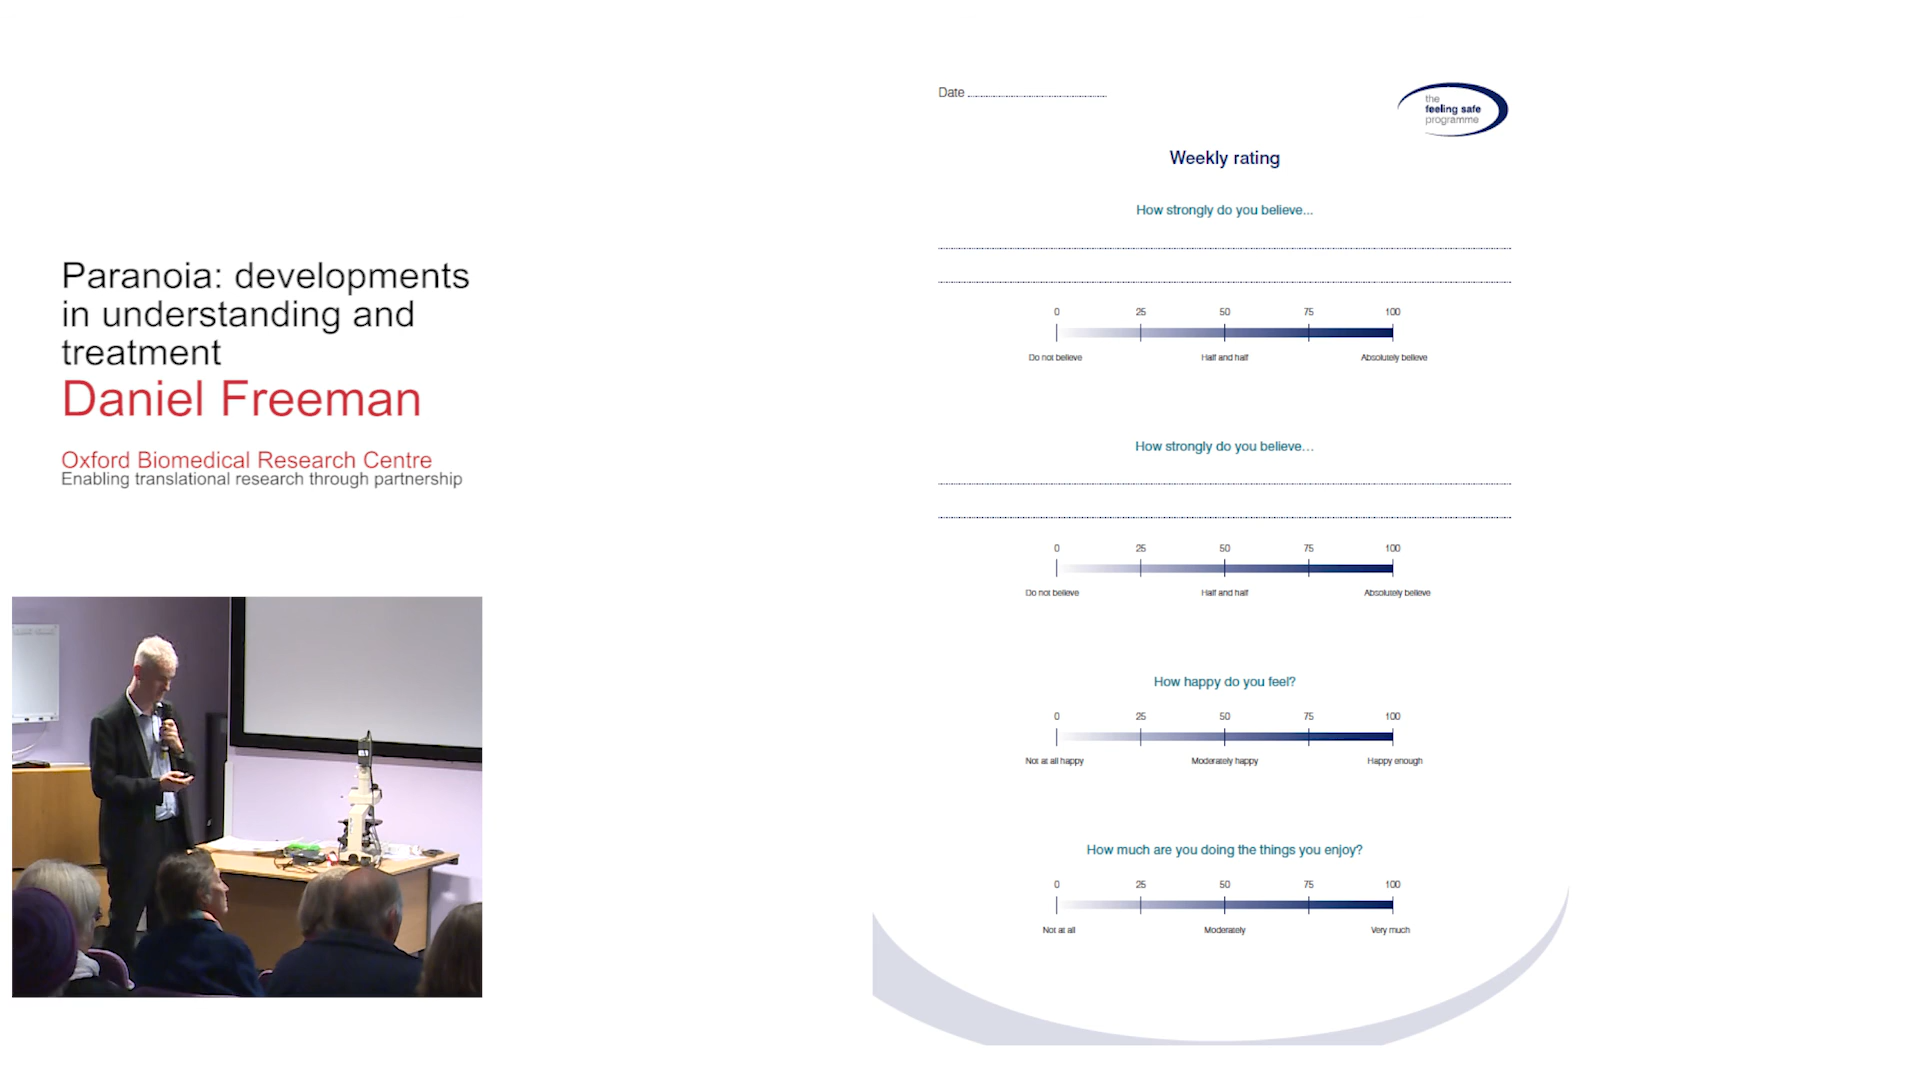 Paranoia: developments
in understanding and
treatment
Daniel Freeman
Oxford Biomedical Research Centre
Enabling translational research through partnership
Date
the
feeling safe
programme
Weekly rating
How strongly do you believe...
0 25 50 75 100
Do not believe Half and half Absolutely believe
How strongly do you believe...
0 25 50 75 100
Do not believe Half and half Absolutely believe
How happy do you feel?
0 25 50 75 100
Not at all happy Moderately happy Happy enough
How much are you doing the things you enjoy?
0 25 50 75 100
Not at all Moderately Very much